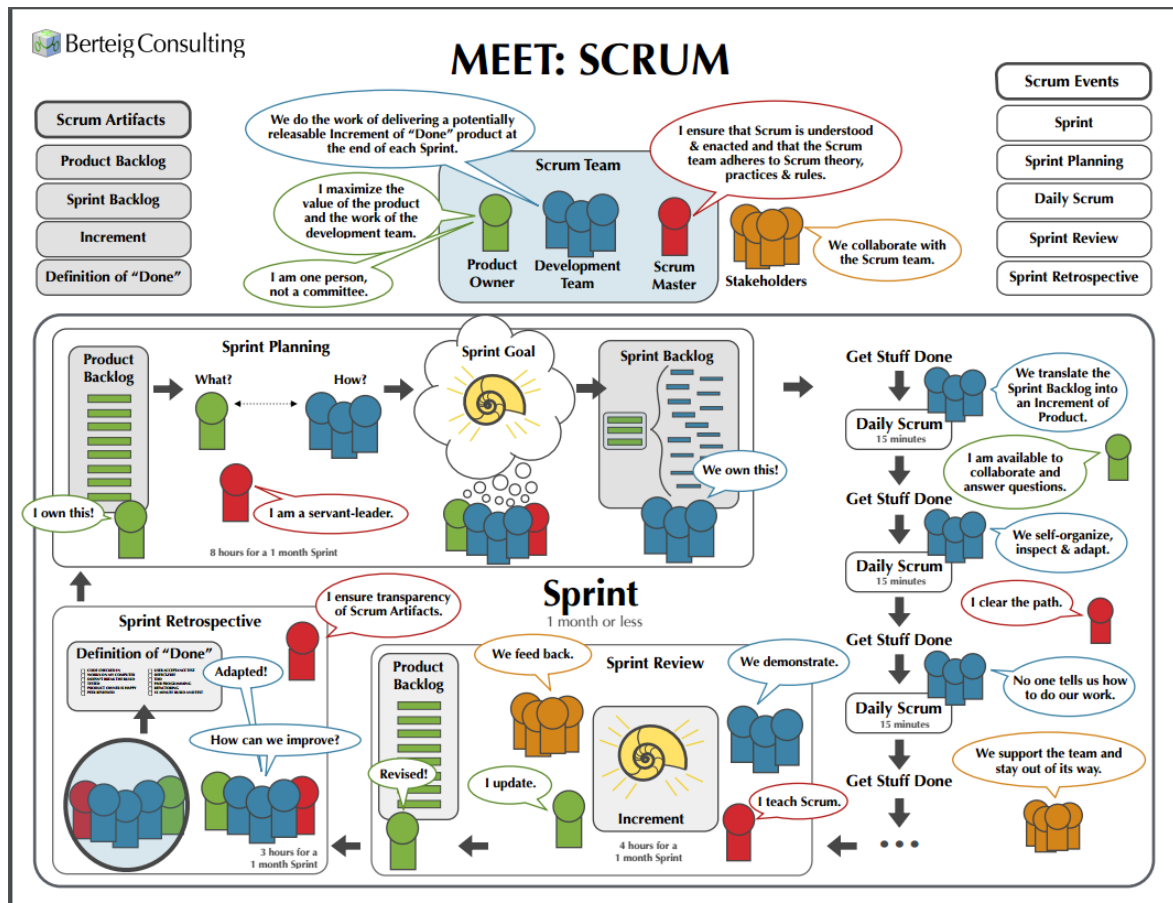 Berteig Consulting
MEET: SCRUM
Scrum Artifacts
Product Backlog
Sprint Backlog
Increment
Definition of “Done”
We do the work of delivering a potentially
releasable Increment of “Done” product at
the end of each Sprint.
I maximize the
value of the product
and the work of the
development team.
I am one person,
not a committee.
Scrum Team
Product
Owner
Development
Team
Scrum
Master
I ensure that Scrum is understood
& enacted and that the Scrum
team adheres to Scrum theory,
practices & rules.
Stakeholders
We collaborate with
the Scrum team.
Scrum Events
Sprint
Sprint Planning
Daily Scrum
Sprint Review
Sprint Retrospective
Product
Backlog
I own this!
Sprint Planning
What?
How?
I am a servant-leader.
8 hours for a 1 month Sprint
Sprint Goal
Sprint Backlog
We own this!
Get Stuff Done
We translate the
Sprint Backlog into
an Increment of
Product.
Daily Scrum
15 minutes
I am available to
collaborate and
answer questions.
Get Stuff Done
We self-organize,
inspect & adapt.
Daily Scrum
15 minutes
I clear the path.
Get Stuff Done
No one tells us how
to do our work.
Daily Scrum
15 minutes
Get Stuff Done
We support the team and
stay out of its way.
Sprint
1 month or less
Sprint Review
Product
Backlog
We feed back.
We demonstrate.
Revised!
I update.
Increment
I teach Scrum.
4 hours for a
1 month Sprint
Sprint Retrospective
I ensure transparency
of Scrum Artifacts.
Definition of “Done”
Adapted!
How can we improve?
3 hours for a
1 month Sprint